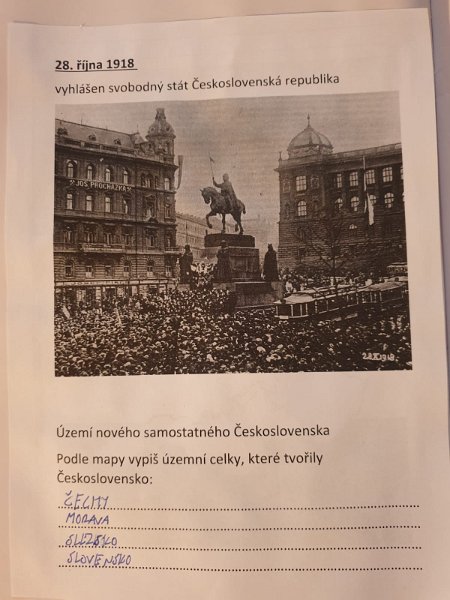 28. října 1918
vyhlášen svobodný stát Československá republika
JOS. PROCHÁZKA
28.X.1918
Území nového samostatného Československa
Podle mapy vypiš územní celky, které tvořily
Československo:
ČECHY
MORAVA
SLEZSKO
SLOVENSKO